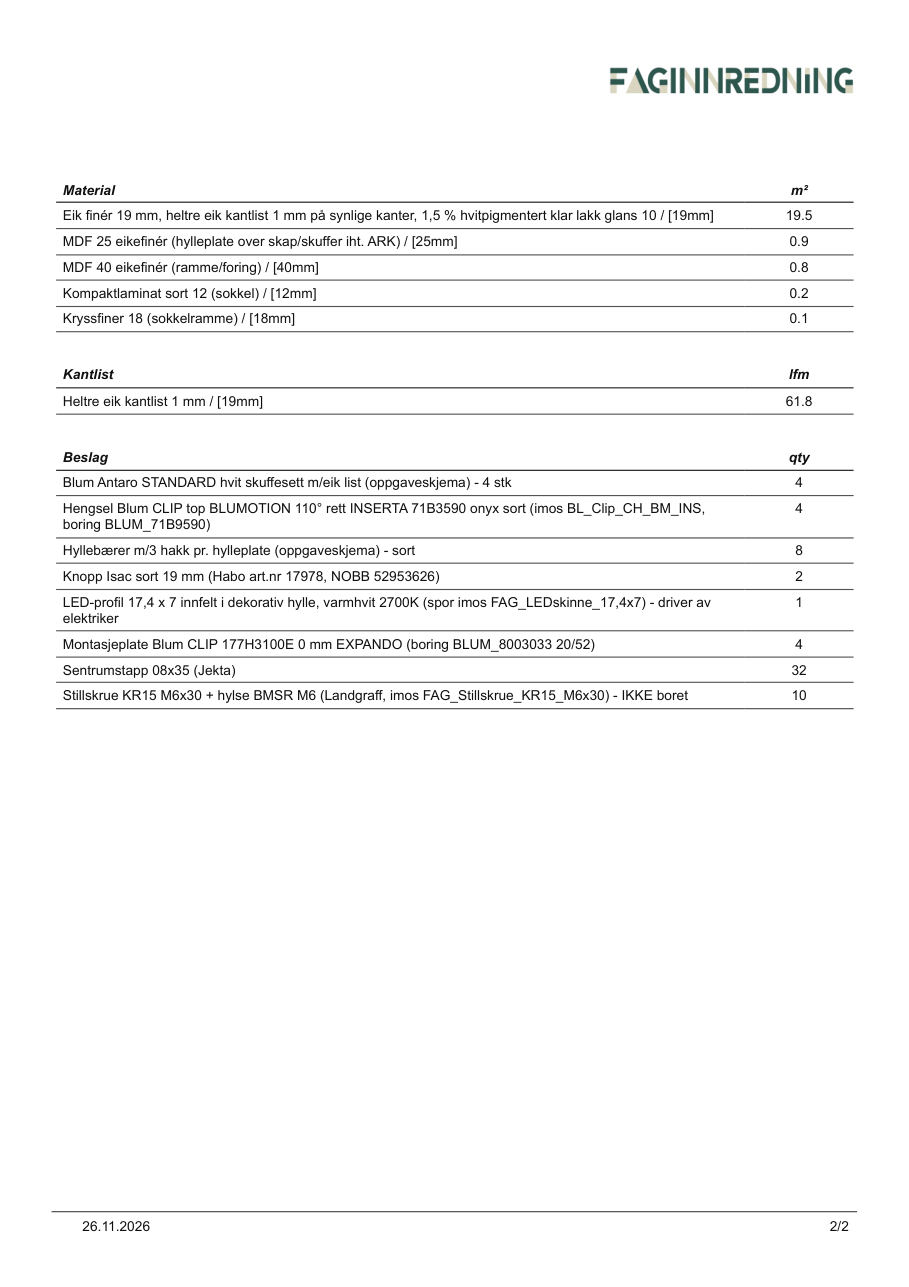 FAGINNREDNING
Material m²
Eik finér 19 mm, heltre eik kantlist 1 mm på synlige kanter, 1,5 % hvitpigmentert klar lakk glans 10 / [19mm] 19.5
MDF 25 eikefinér (hylleplate over skap/skuffer iht. ARK) / [25mm] 0.9
MDF 40 eikefinér (ramme/foring) / [40mm] 0.8
Kompaktlaminat sort 12 (sokkel) / [12mm] 0.2
Kryssfiner 18 (sokkelramme) / [18mm] 0.1
Kantlist lfm
Heltre eik kantlist 1 mm / [19mm] 61.8
Beslag qty
Blum Antaro STANDARD hvit skuffesett m/eik list (oppgaveskjema) - 4 stk 4
Hengsel Blum CLIP top BLUMOTION 110° rett INSERTA 71B3590 onyx sort (imos BL_Clip_CH_BM_INS, 4
boring BLUM_71B9590)
Hyllebærer m/3 hakk pr. hylleplate (oppgaveskjema) - sort 8
Knopp Isac sort 19 mm (Habo art.nr 17978, NOBB 52953626) 2
LED-profil 17,4 x 7 innfelt i dekorativ hylle, varmhvit 2700K (spor imos FAG_LEDskinne_17,4x7) - driver av 1
elektriker
Montasjeplate Blum CLIP 177H3100E 0 mm EXPANDO (boring BLUM_8003033 20/52) 4
Sentrumstapp 08x35 (Jekta) 32
Stillskrue KR15 M6x30 + hylse BMSR M6 (Landgraff, imos FAG_Stillskrue_KR15_M6x30) - IKKE boret 10
26.11.2026 2/2